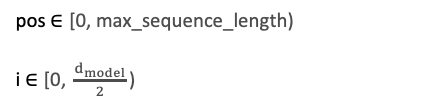 pos ∈ [0, max_sequence_length)
i ∈ [0, d_model/2)